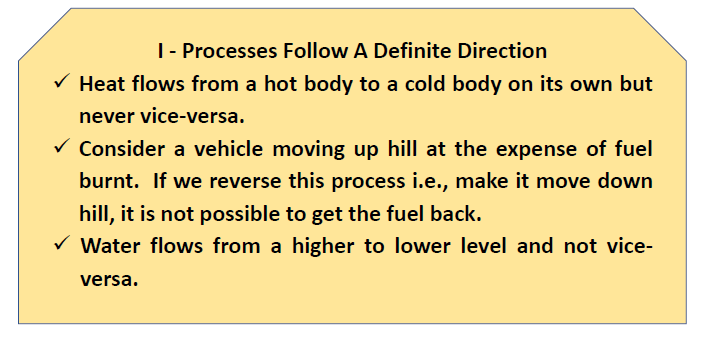 I - Processes Follow A Definite Direction
✓ Heat flows from a hot body to a cold body on its own but
never vice-versa.
✓ Consider a vehicle moving up hill at the expense of fuel
burnt. If we reverse this process i.e., make it move down
hill, it is not possible to get the fuel back.
✓ Water flows from a higher to lower level and not vice-
versa.